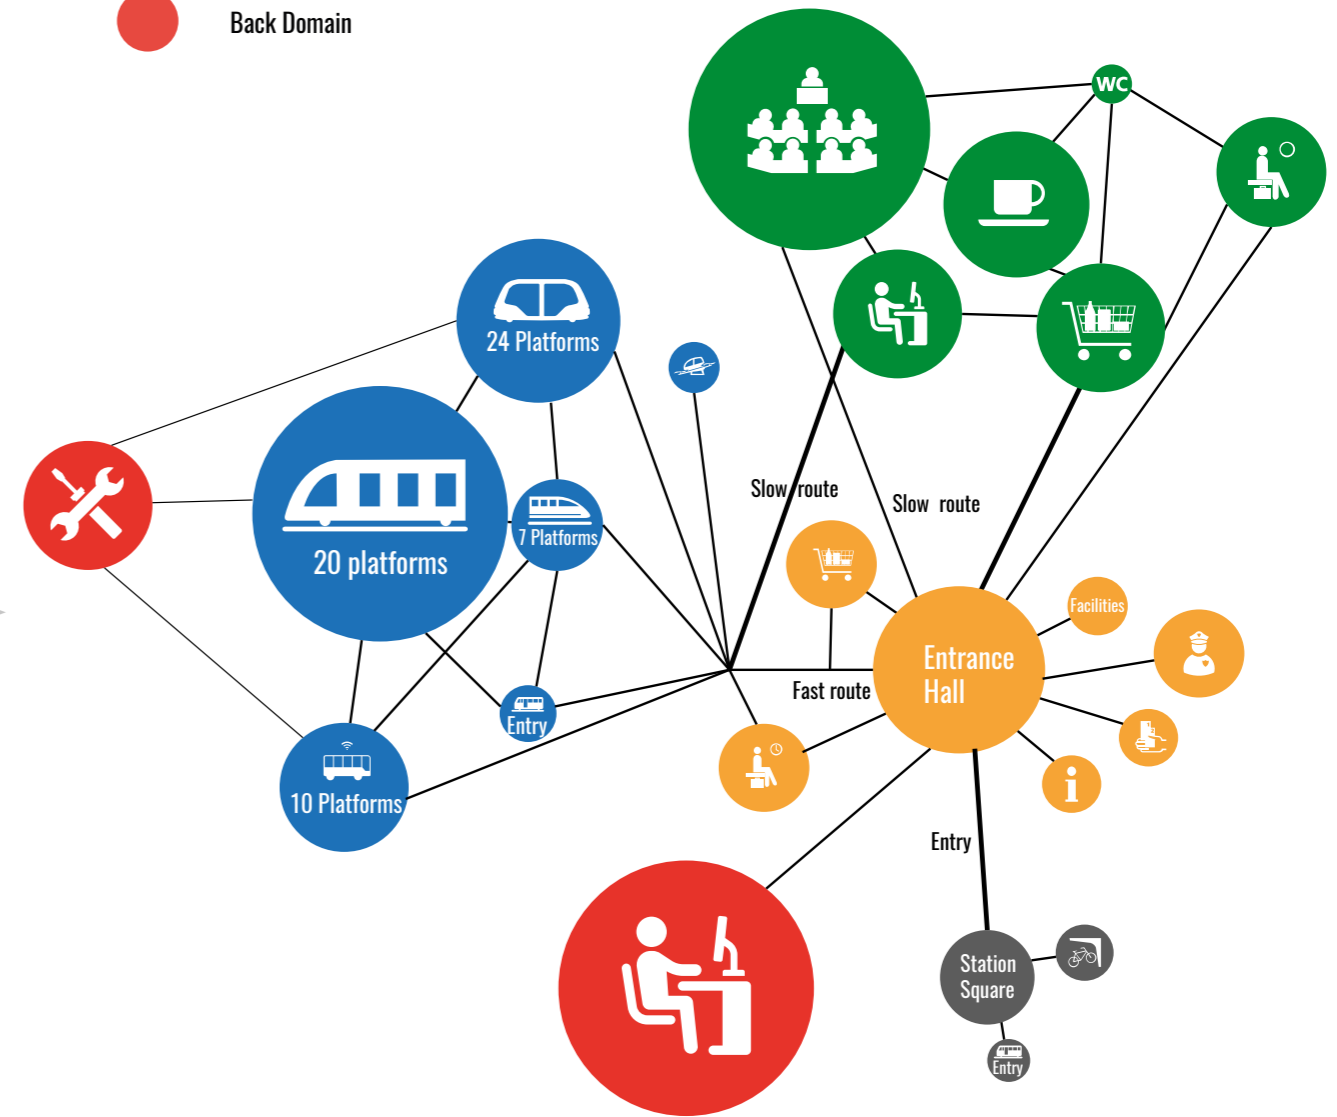 Back Domain
WC
24 Platforms
20 platforms
7 Platforms
Slow route
Slow route
Facilities
Entrance
Hall
Fast route
Entry
10 Platforms
i
Entry
Station
Square
Entry